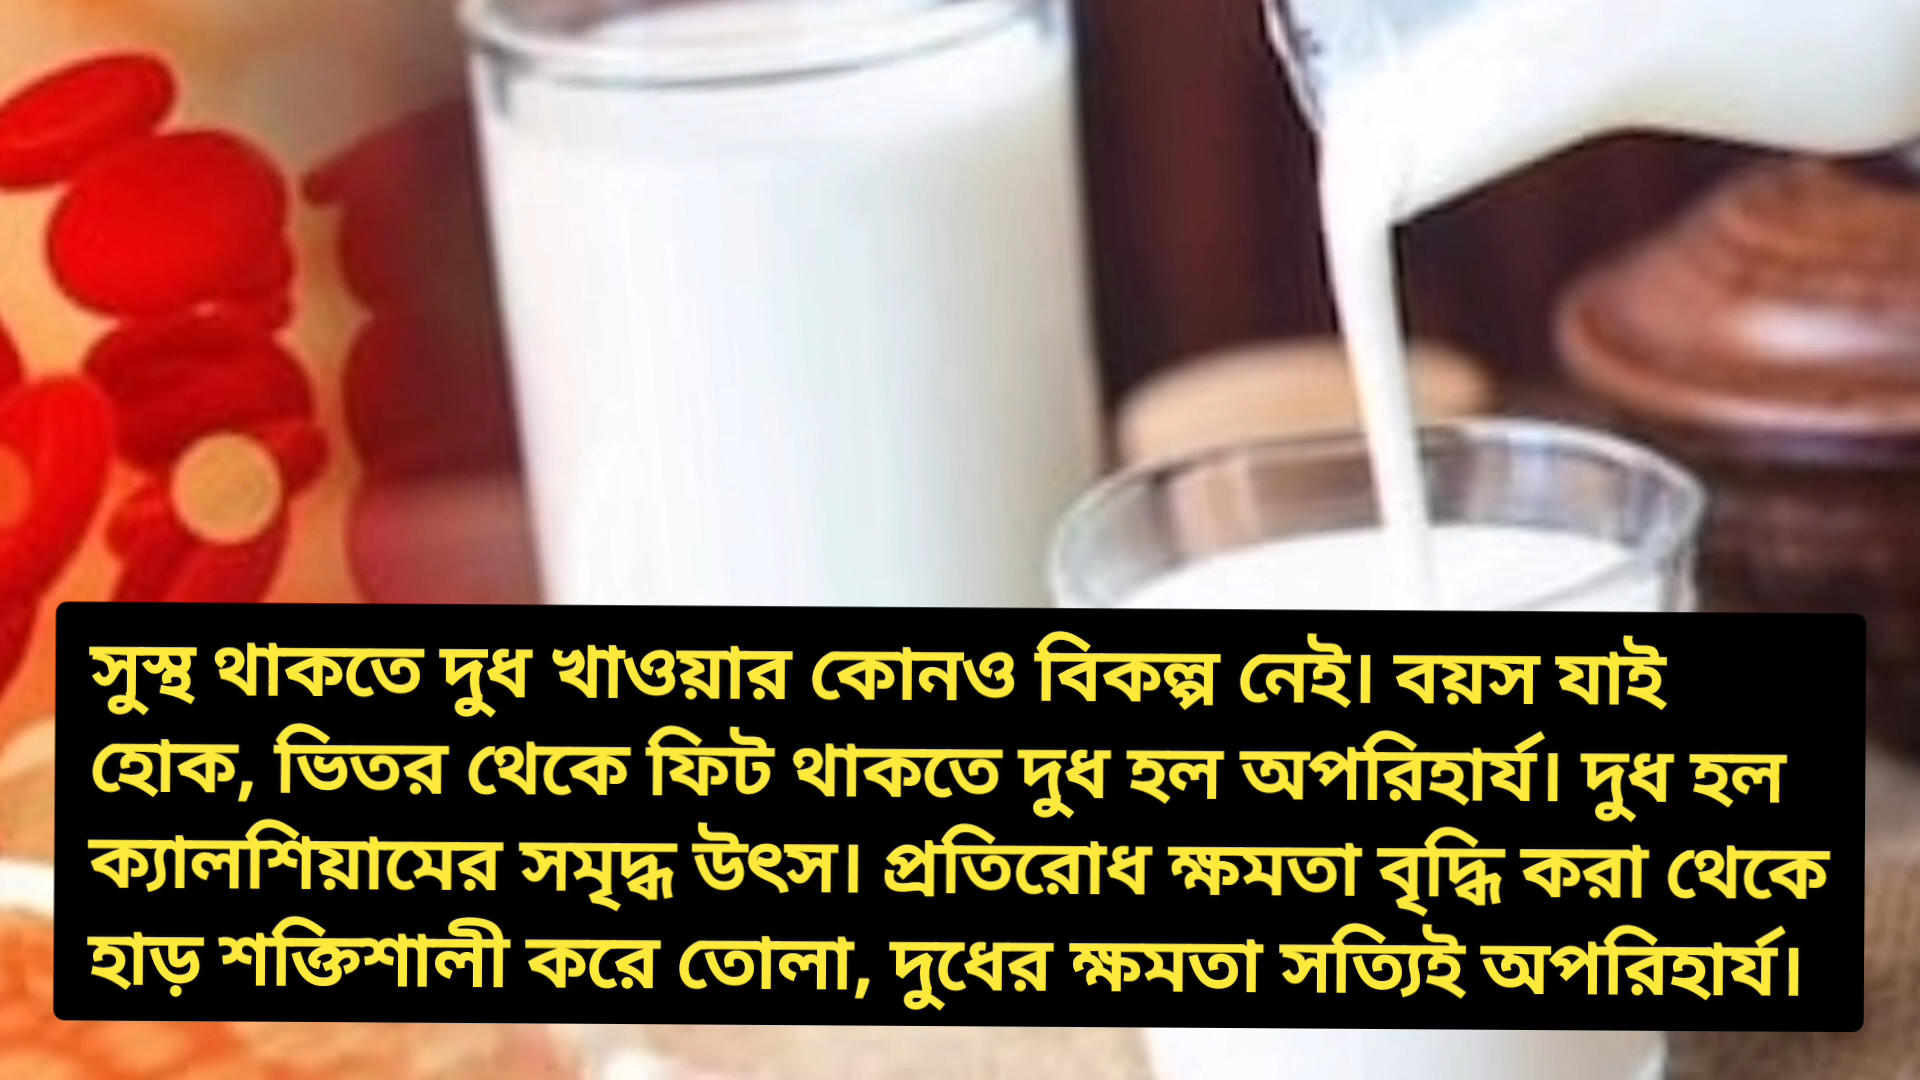 সুস্থ থাকতে দুধ খাওয়ার কোনও বিকল্প নেই। বয়স যাই
হোক, ভিতর থেকে ফিট থাকতে দুধ হল অপরিহার্য। দুধ হল
ক্যালশিয়ামের সমৃদ্ধ উৎস। প্রতিরোধ ক্ষমতা বৃদ্ধি করা থেকে
হাড় শক্তিশালী করে তোলা, দুধের ক্ষমতা সত্যিই অপরিহার্য।